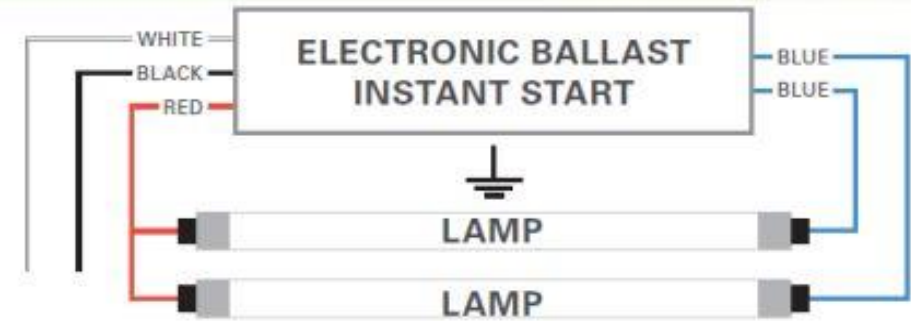 WHITE
BLACK
RED
ELECTRONIC BALLAST
INSTANT START
BLUE
BLUE
LAMP
LAMP